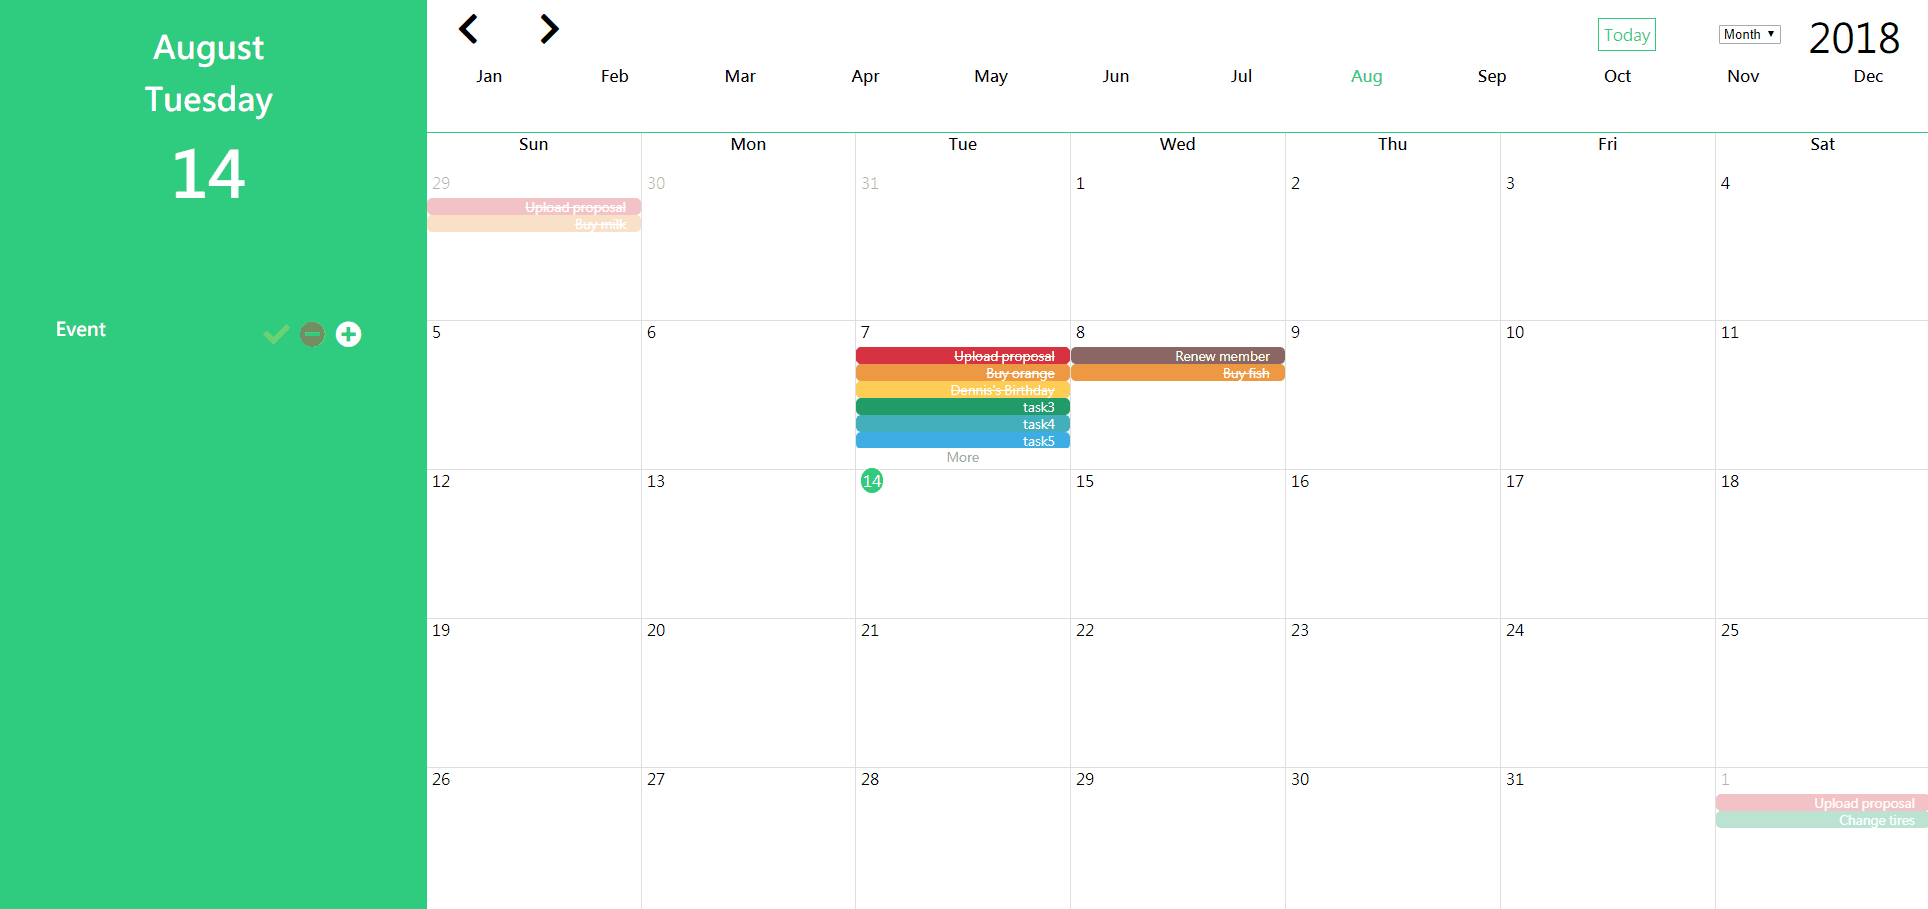 August
Tuesday
14
Event
Today
Month
2018
Jan Feb Mar Apr May Jun Jul Aug Sep Oct Nov Dec
Sun Mon Tue Wed Thu Fri Sat
29 30 31 1 2 3 4
Upload proposal
Buy milk
5 6 7 8 9 10 11
Upload proposal Renew member
Buy orange Buy fish
Dennis's Birthday
task3
task4
task5
More
12 13 14 15 16 17 18
19 20 21 22 23 24 25
26 27 28 29 30 31 1
Upload proposal
Change tires